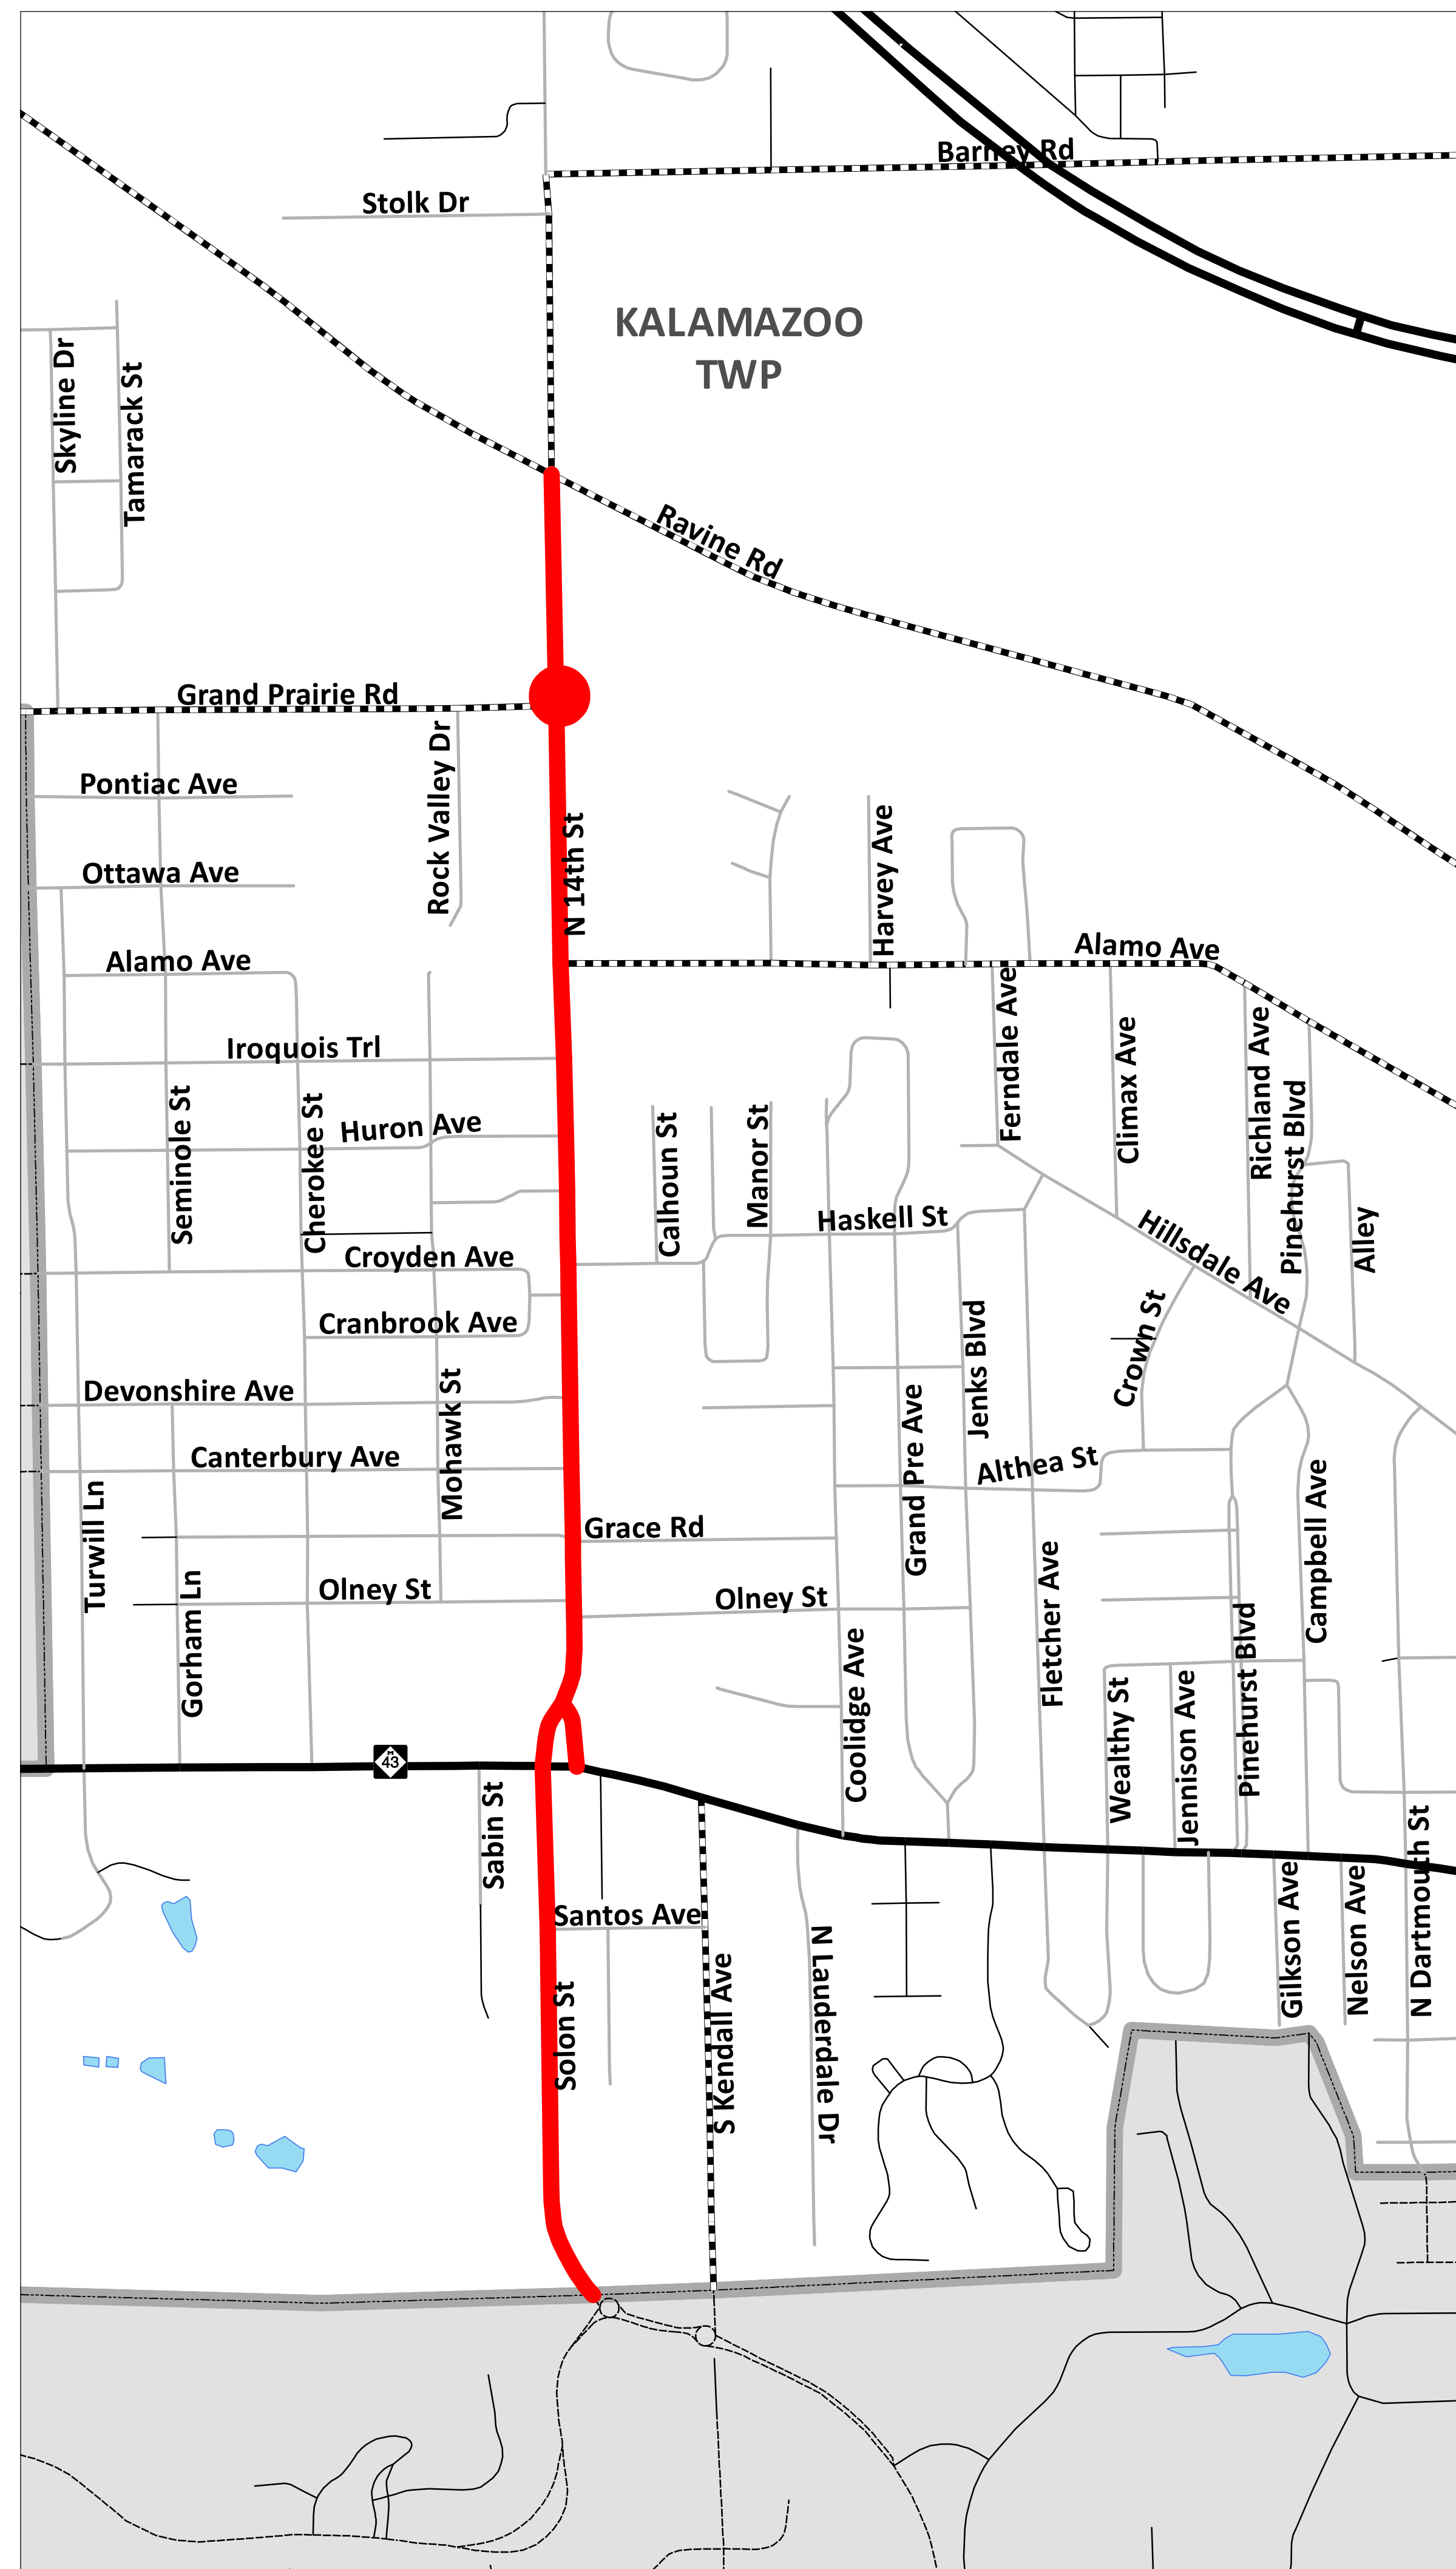 Barney Rd
Stolk Dr
KALAMAZOO
TWP
Skyline Dr
Tamarack St
Ravine Rd
Grand Prairie Rd
Pontiac Ave
Rock Valley Dr
N 14th St
Harvey Ave
Ottawa Ave
Alamo Ave
Alamo Ave
Iroquois Trl
Ferndale Ave
Climax Ave
Richland Ave
Pinehurst Blvd
Seminole St
Cherokee St
Huron Ave
Calhoun St
Manor St
Haskell St
Hillsdale Ave
Alley
Croyden Ave
Cranbrook Ave
Crown St
Jenks Blvd
Devonshire Ave
Mohawk St
Grand Pre Ave
Canterbury Ave
Althea St
Campbell Ave
Turwill Ln
Grace Rd
Fletcher Ave
Gorham Ln
Olney St
Olney St
Coolidge Ave
Pinehurst Blvd
Wealthy St
Jennison Ave
M
43
Sabin St
N Dartmouth St
Santos Ave
Gilkson Ave
Nelson Ave
Solon St
S Kendall Ave
N Lauderdale Dr